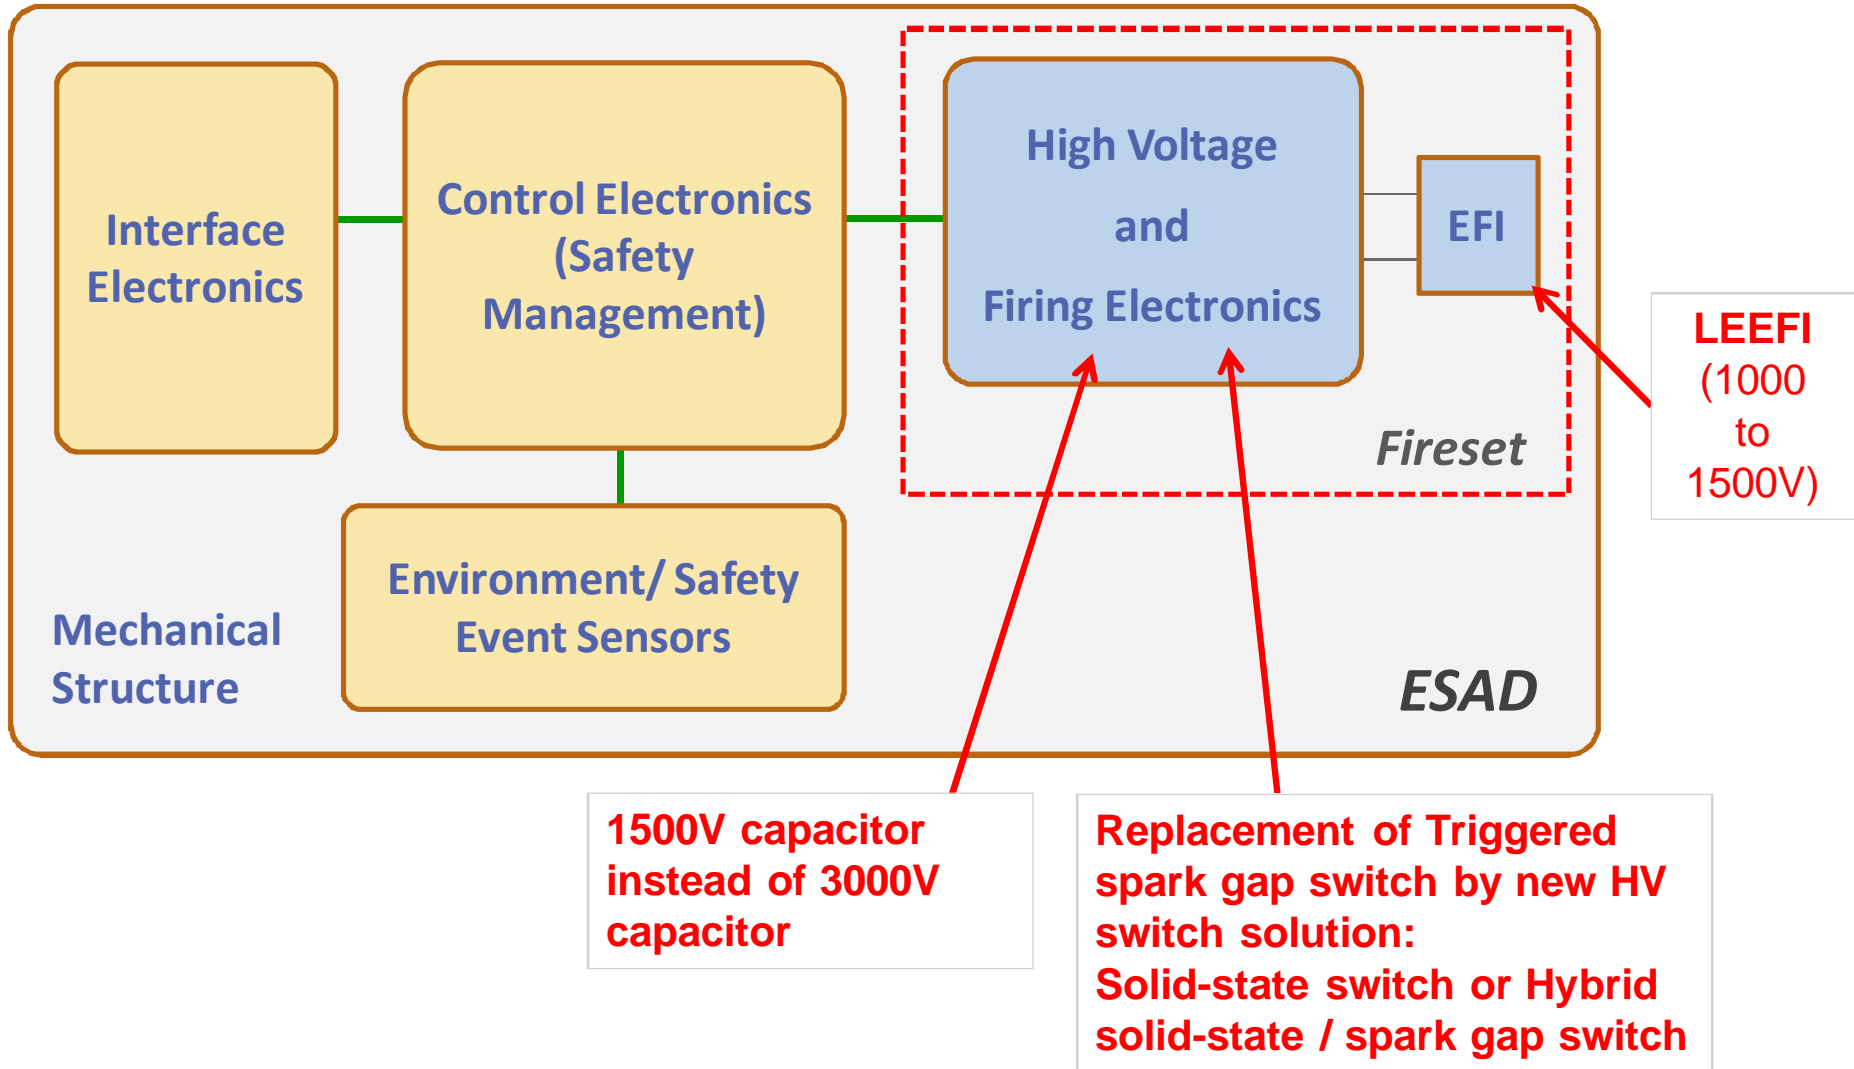 Interface
Electronics
Control Electronics
(Safety
Management)
High Voltage
and
Firing Electronics
EFI
Fireset
LEEFI
(1000
to
1500V)
Environment/ Safety
Event Sensors
Mechanical
Structure
ESAD
1500V capacitor
instead of 3000V
capacitor
Replacement of Triggered
spark gap switch by new HV
switch solution:
Solid-state switch or Hybrid
solid-state / spark gap switch